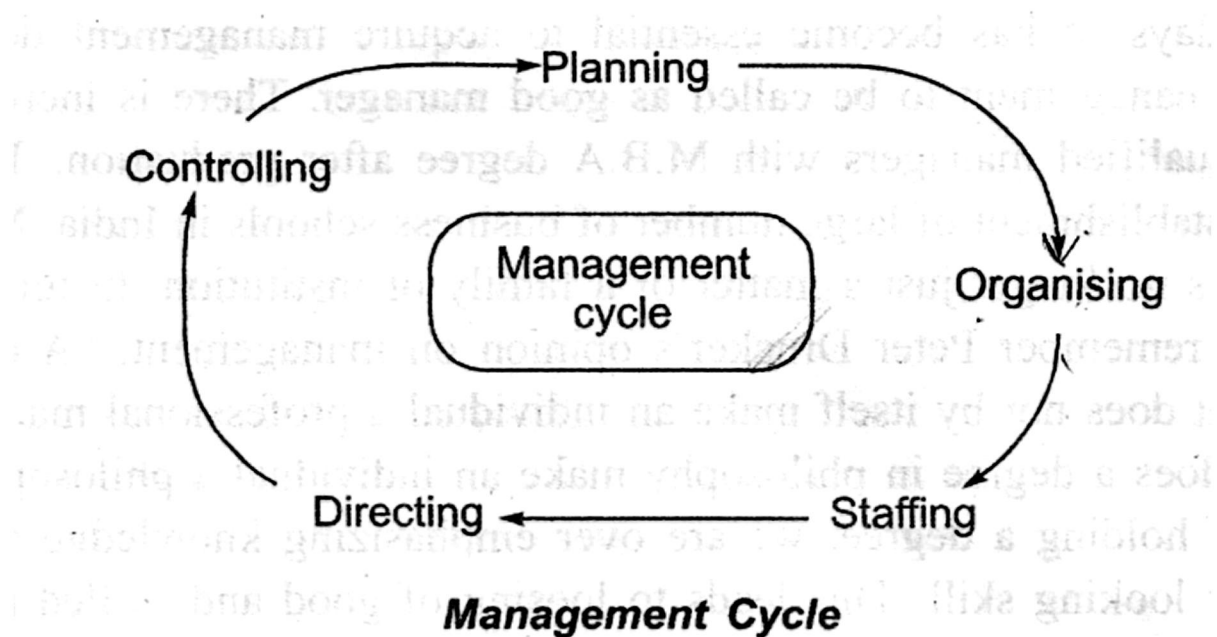 Planning
Controlling
Management
cycle
Organising
Directing
Staffing
Management Cycle